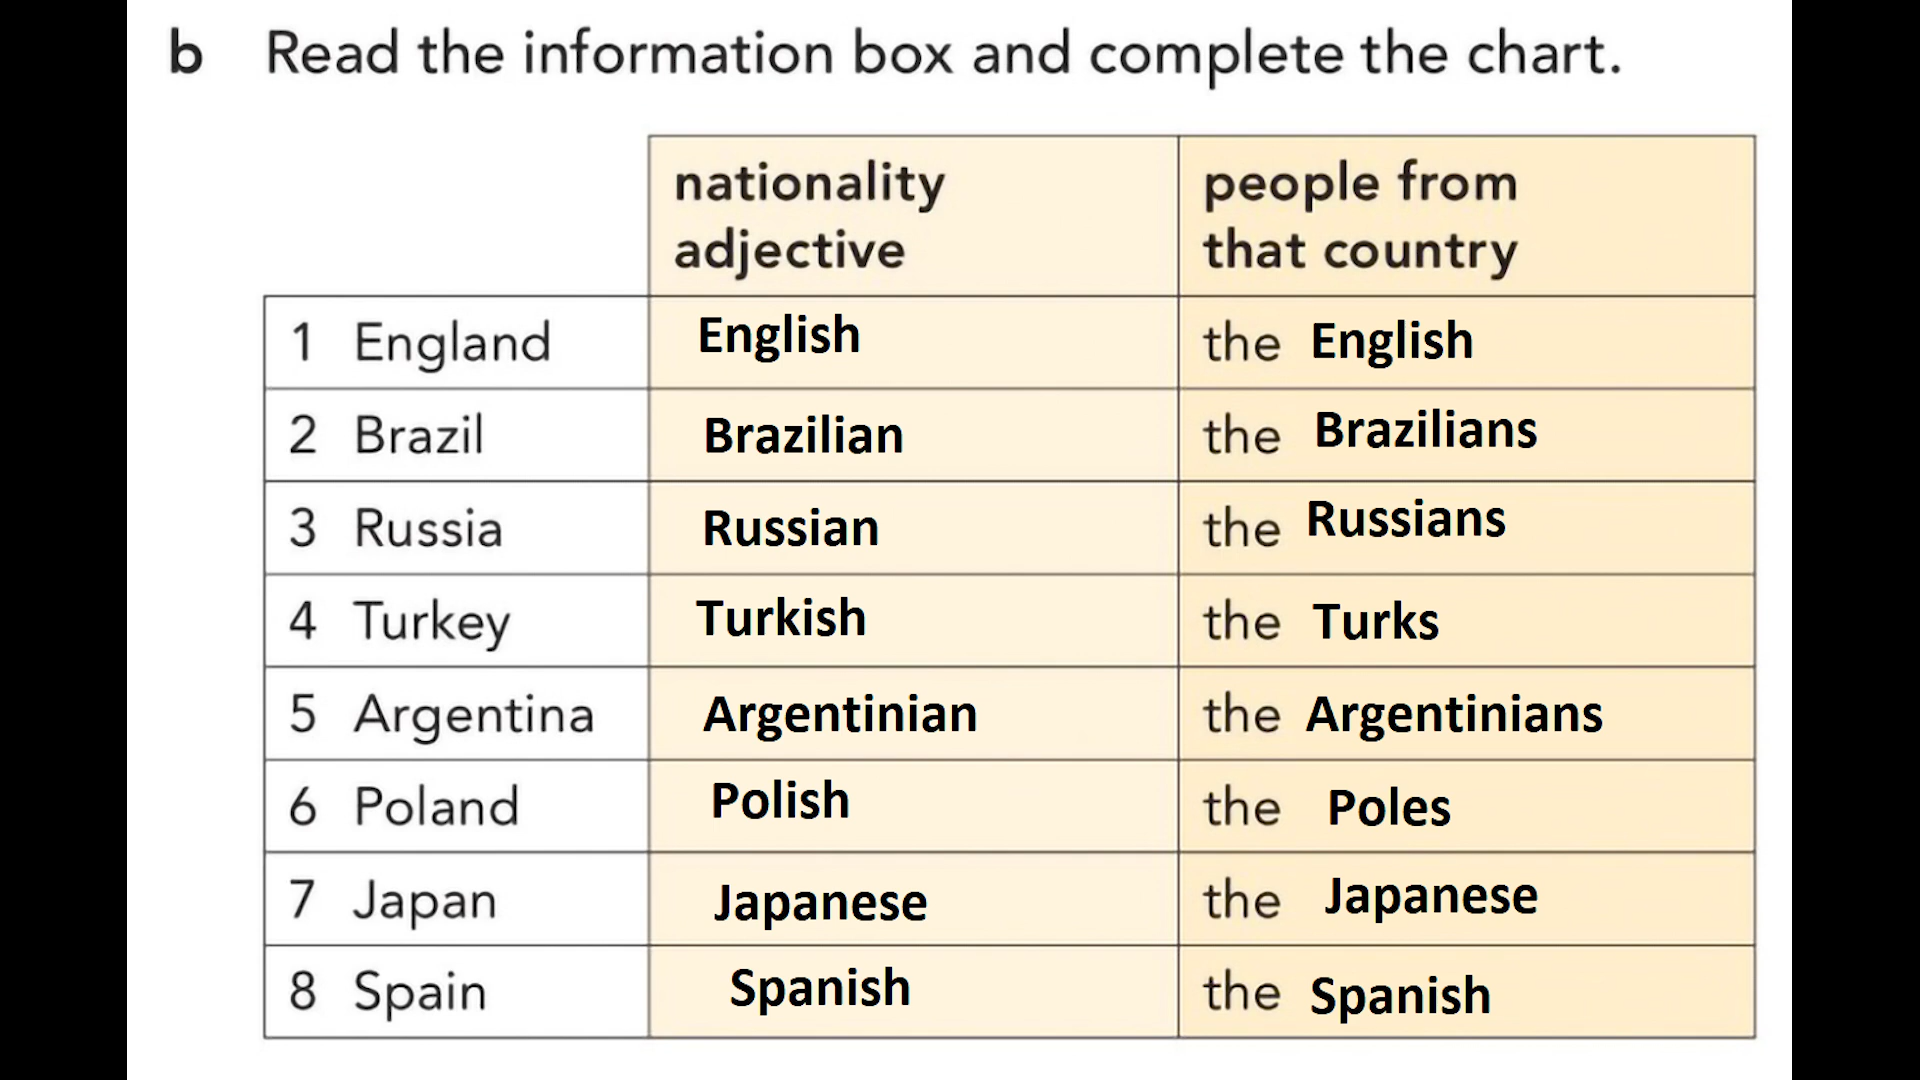 b Read the information box and complete the chart.
nationality adjective people from that country
1 England English the English
2 Brazil Brazilian the Brazilians
3 Russia Russian the Russians
4 Turkey Turkish the Turks
5 Argentina Argentinian the Argentinians
6 Poland Polish the Poles
7 Japan Japanese the Japanese
8 Spain Spanish the Spanish